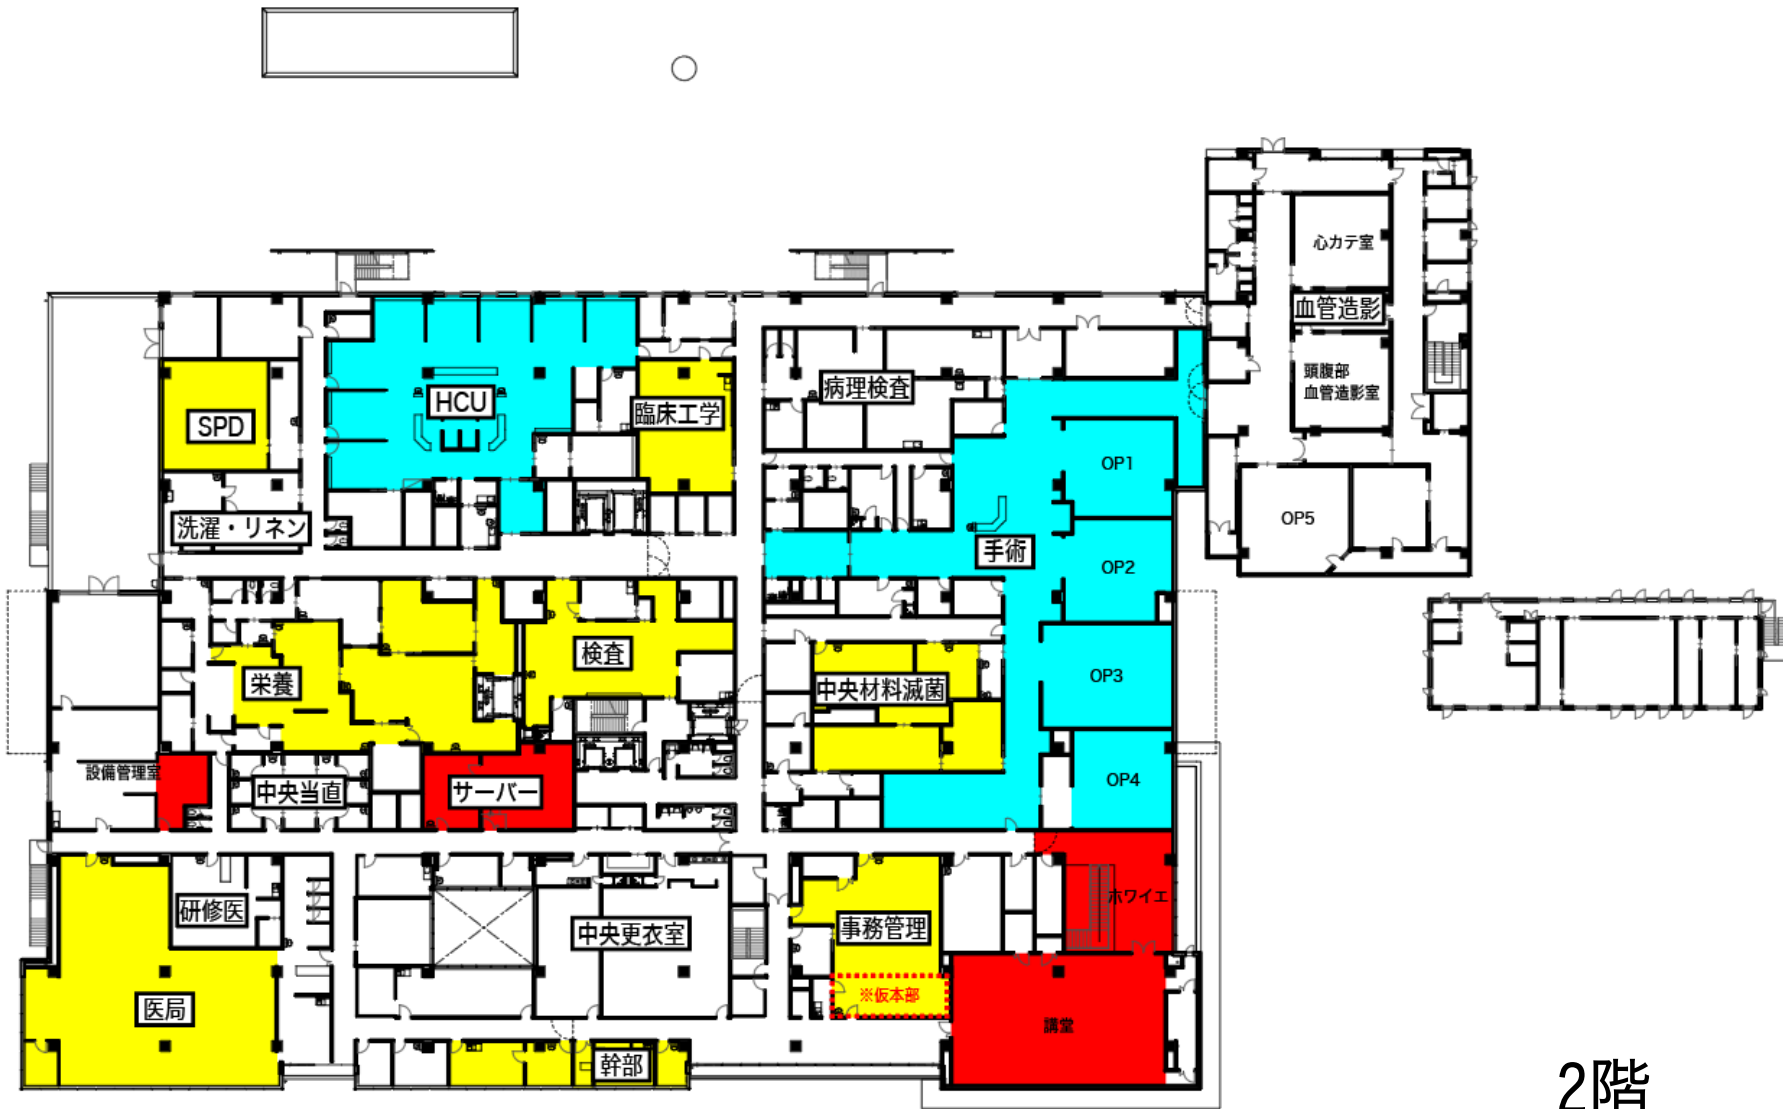 心カテ室
血管造影
頭腹部
血管造影室
病理検査
HCU
臨床工学
SPD
OP1
OP5
洗濯・リネン
手術
OP2
検査
栄養
OP3
中央材料滅菌
設備管理室
中央当直
サーバー
OP4
ホワイエ
研修医
中央更衣室
事務管理
※仮本部
医局
講堂
幹部
2階